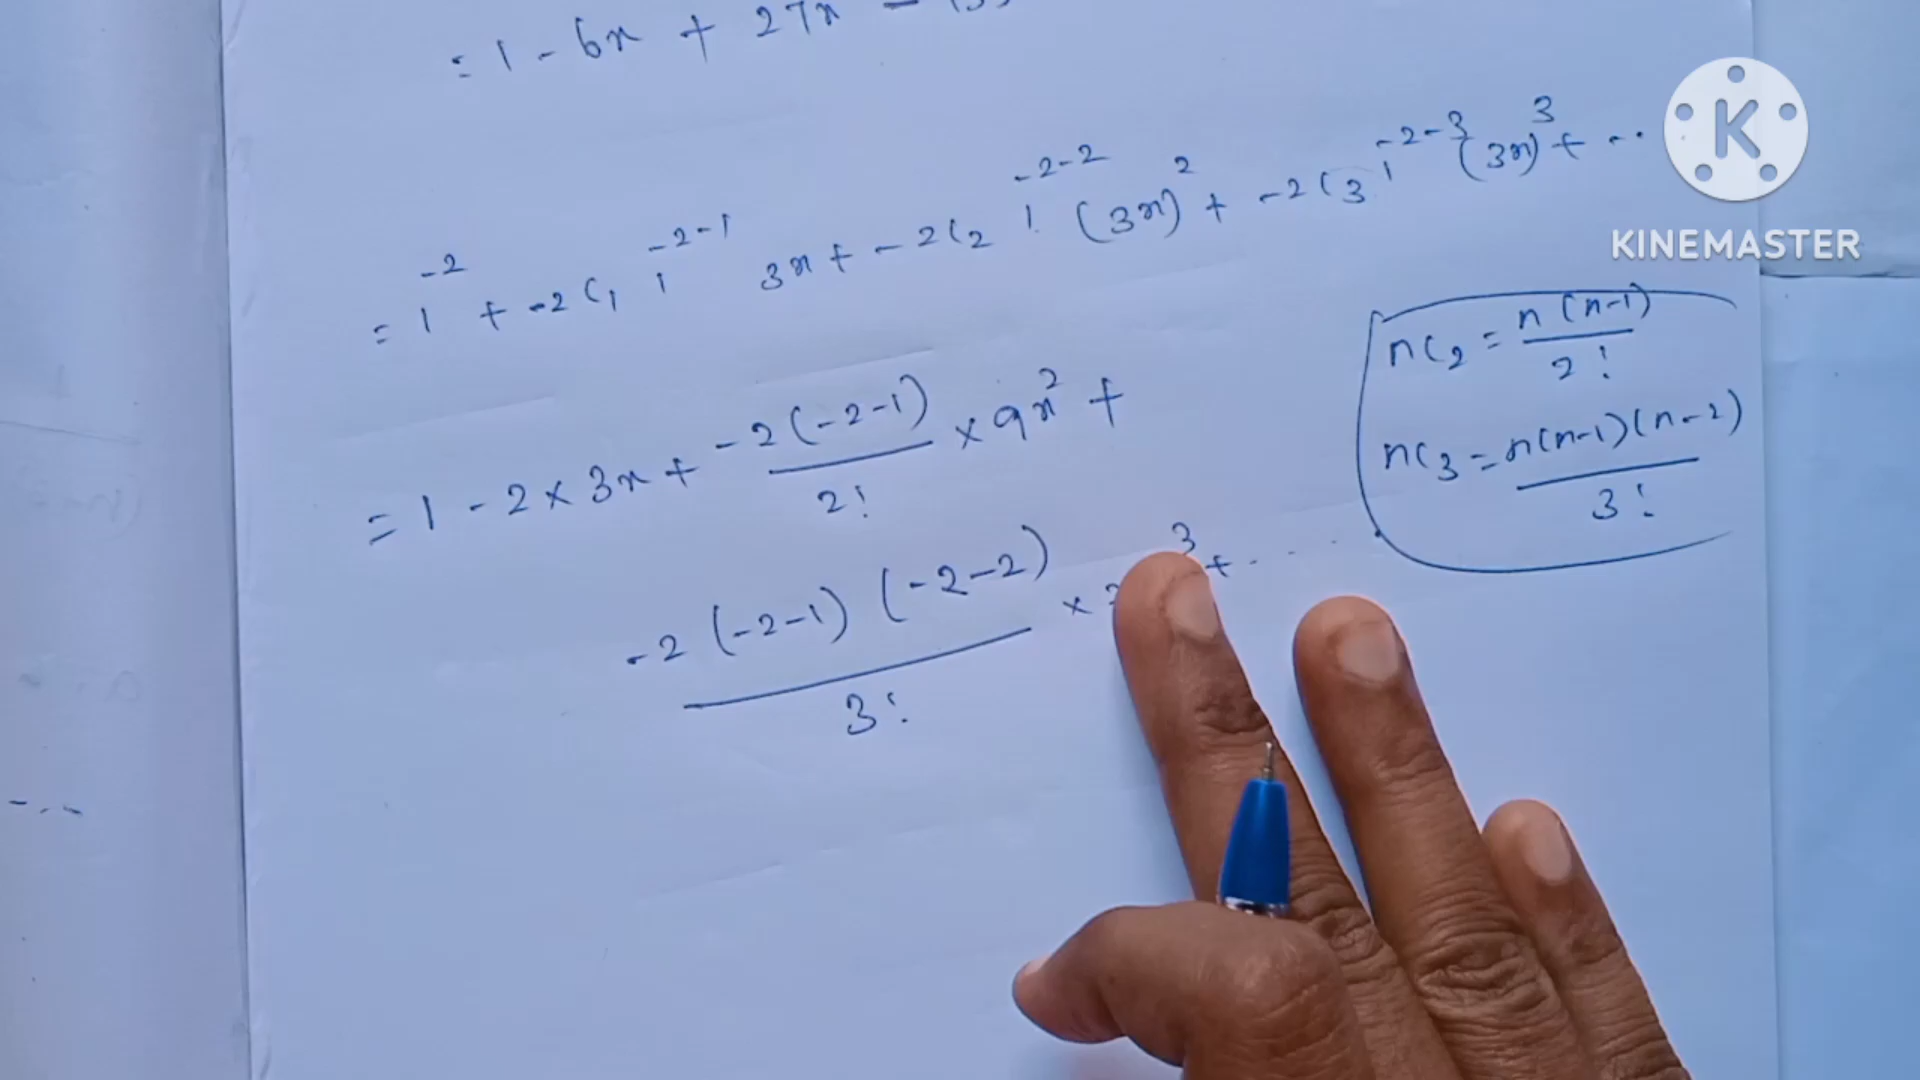 = 1 - 6x + 27x -
= 1^-2 + -2C₁ 1^-2-1 3x + -2C₂ 1^-2-2 (3x)² + -2C₃ 1^-2-3 (3x)³ + ...
K
KINEMASTER
nC₂ = n(n-1) / 2!
= 1 - 2 × 3x + -2(-2-1) / 2! × 9x² +
nC₃ = n(n-1)(n-2) / 3!
-2(-2-1)(-2-2) / 3! × ³ + .....
-..